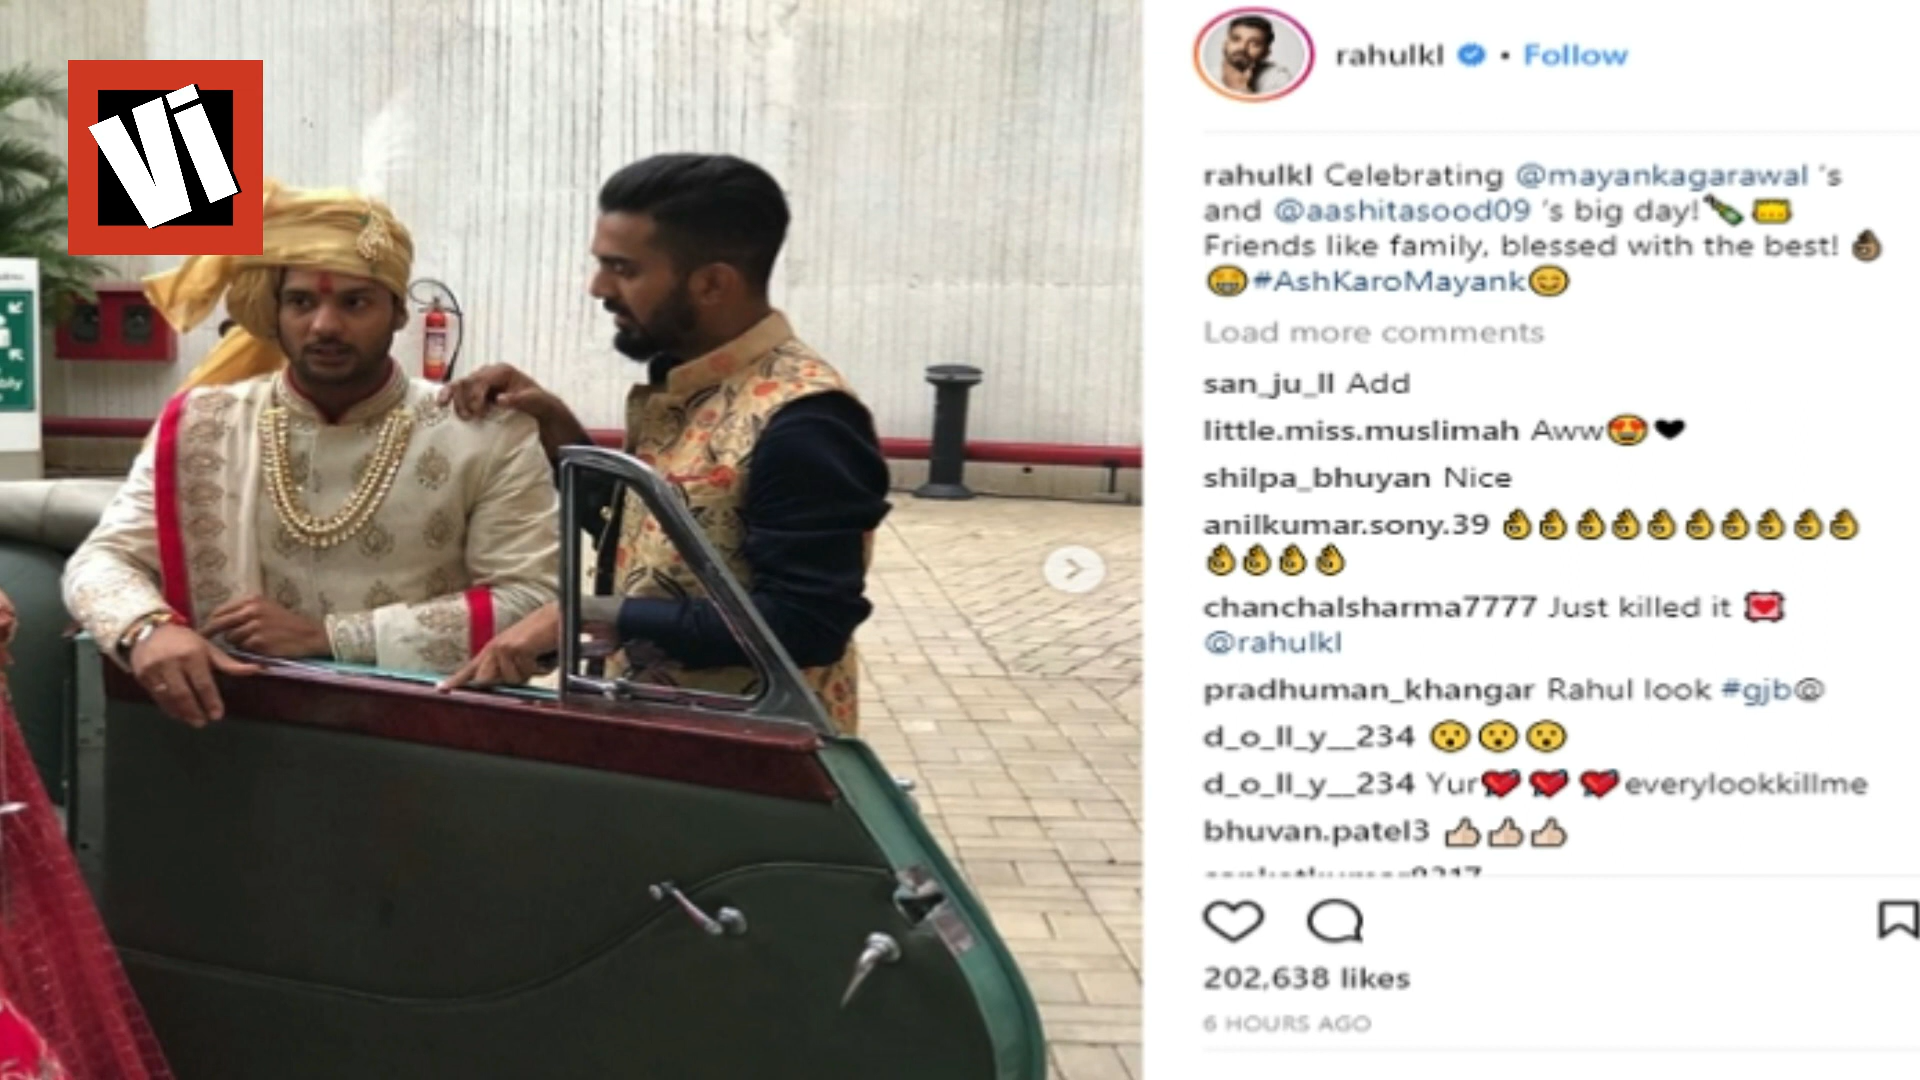 Vi
rahulkl • Follow
rahulkl Celebrating @mayankagarawal 's
and @aashitasood09 's big day!🍾🎫
Friends like family, blessed with the best! 👌🏾
😁#AshKaroMayank😊
Load more comments
san_ju_ll Add
little.miss.muslimah Aww😍🖤
shilpa_bhuyan Nice
anilkumar.sony.39 👌👌👌👌👌👌👌👌👌👌
👌👌👌👌
chanchalsharma7777 Just killed it 💟
@rahulkl
pradhuman_khangar Rahul look #gjb@
d_o_ll_y__234 😮😮😮
d_o_ll_y__234 Yur💘💘💘everylookkillme
bhuvan.patel3 👍🏻👍🏻👍🏻
202,638 likes
6 HOURS AGO